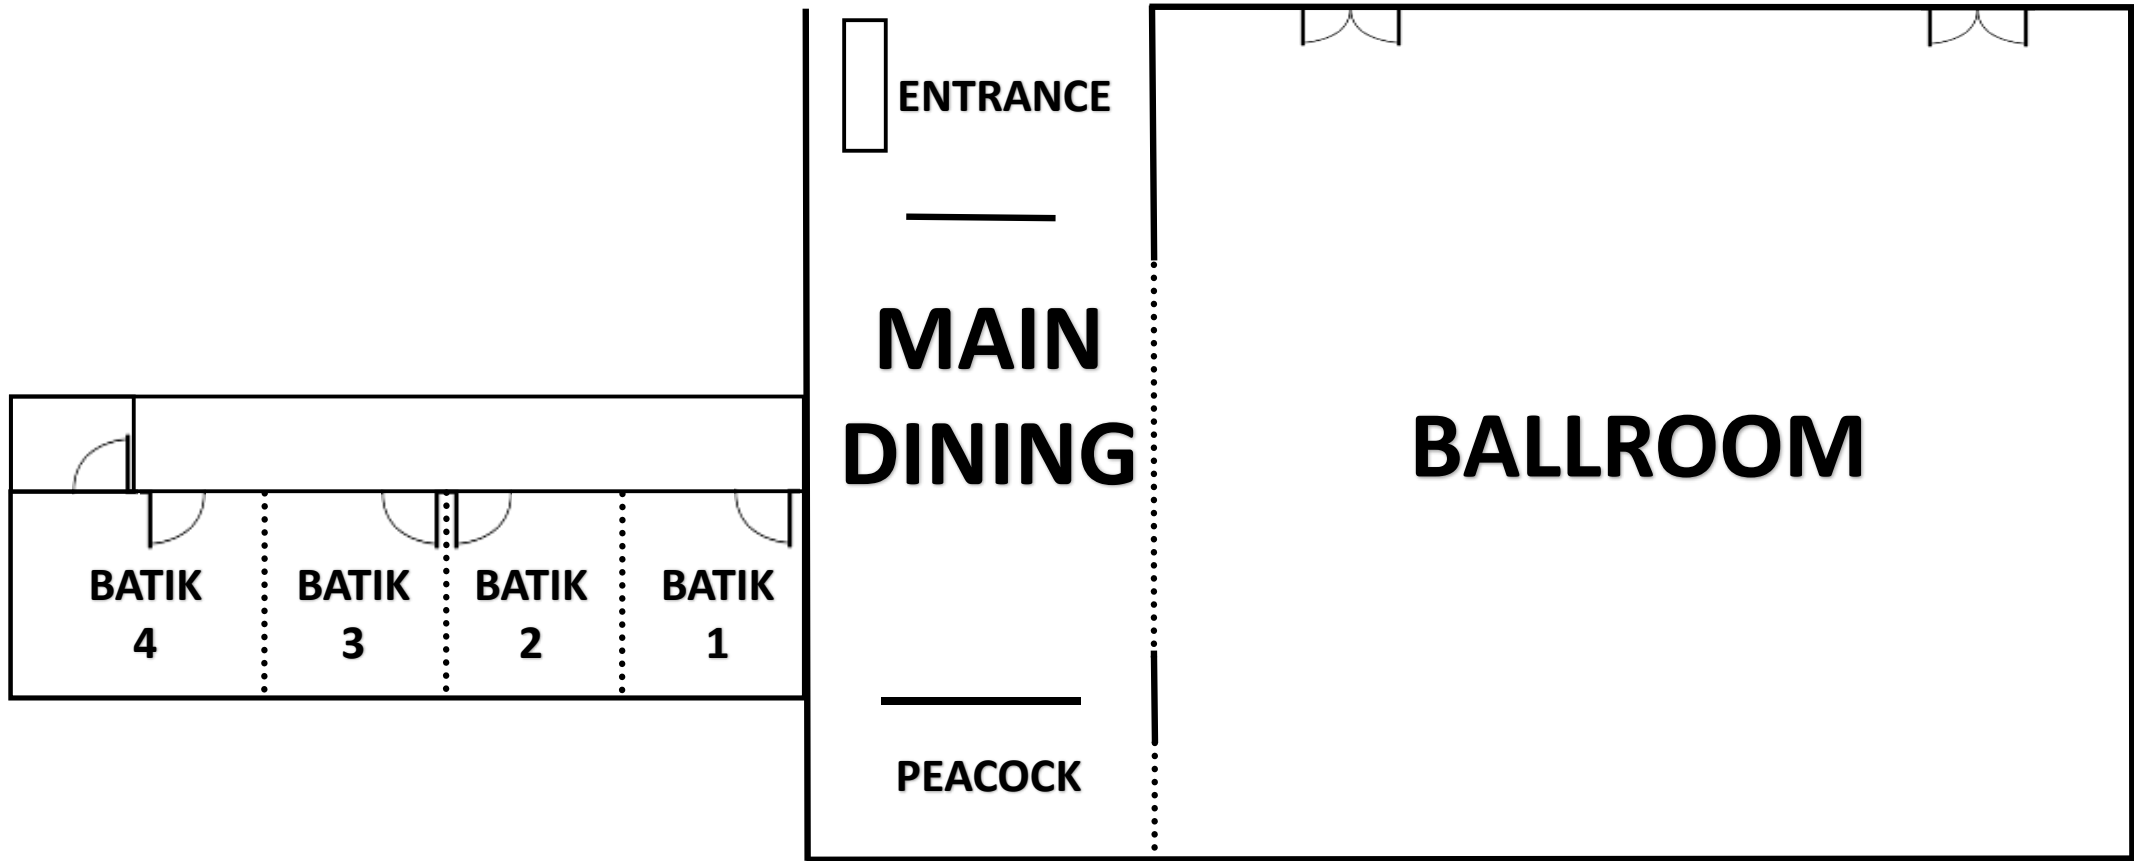 ENTRANCE
MAIN
DINING
BALLROOM
BATIK
4
BATIK
3
BATIK
2
BATIK
1
PEACOCK